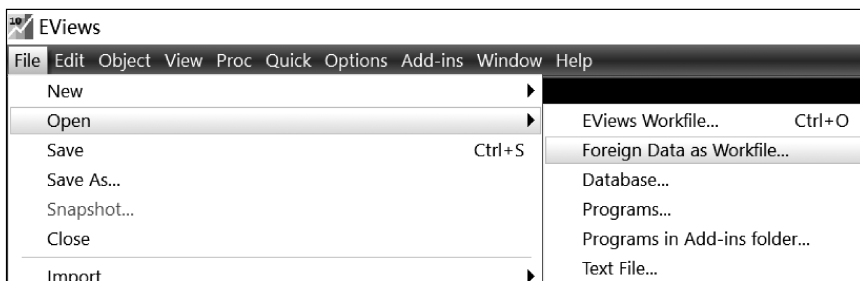 10 EViews
File Edit Object View Proc Quick Options Add-ins Window Help
New
Open
Save Ctrl+S
Save As...
Snapshot...
Close
Import
EViews Workfile... Ctrl+O
Foreign Data as Workfile...
Database...
Programs...
Programs in Add-ins folder...
Text File...